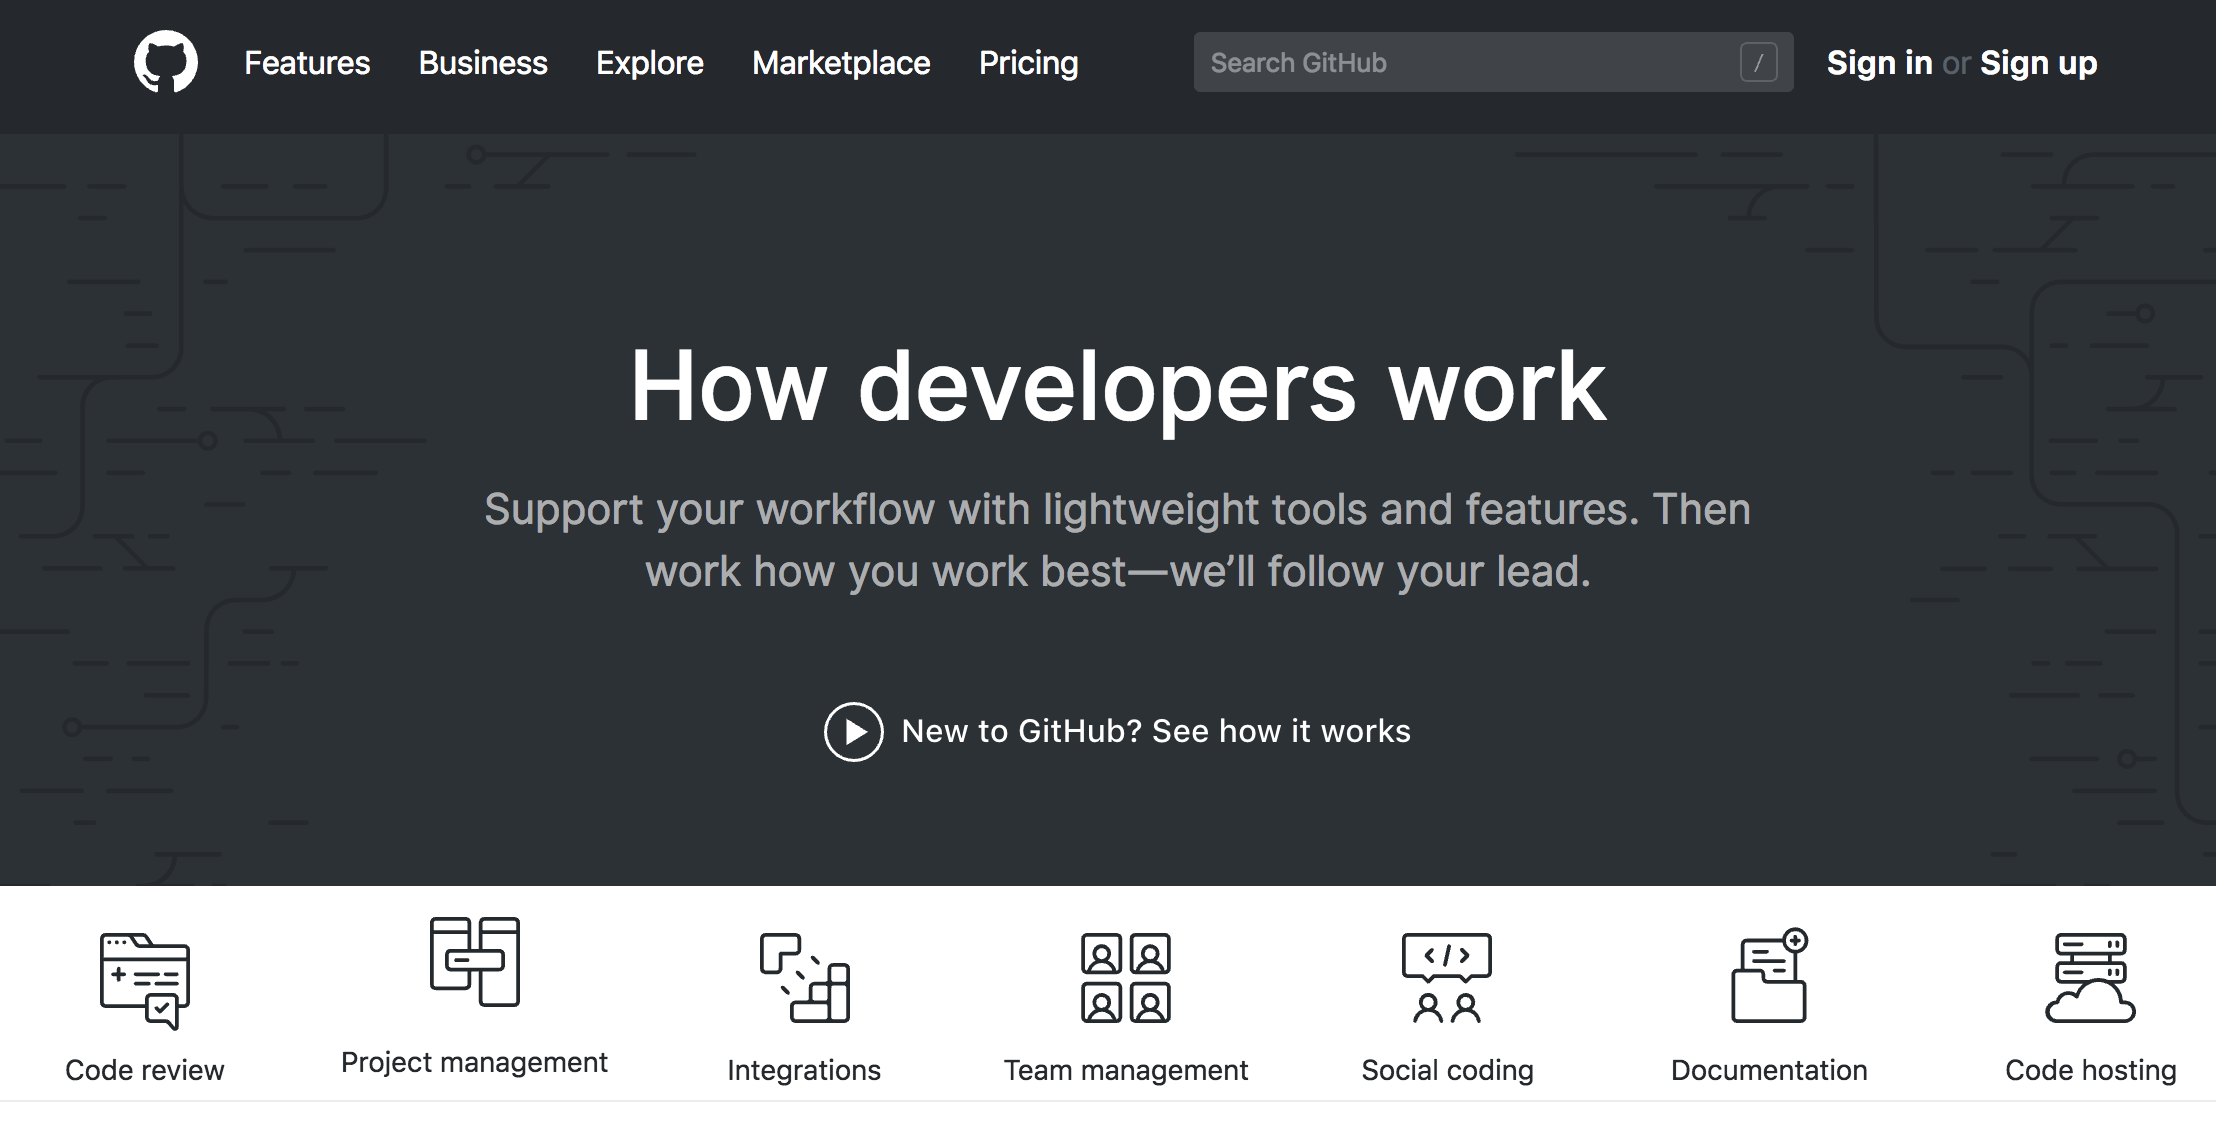 Features Business Explore Marketplace Pricing Search GitHub / Sign in or Sign up
How developers work
Support your workflow with lightweight tools and features. Then
work how you work best—we’ll follow your lead.
New to GitHub? See how it works
</>
Code review Project management Integrations Team management Social coding Documentation Code hosting